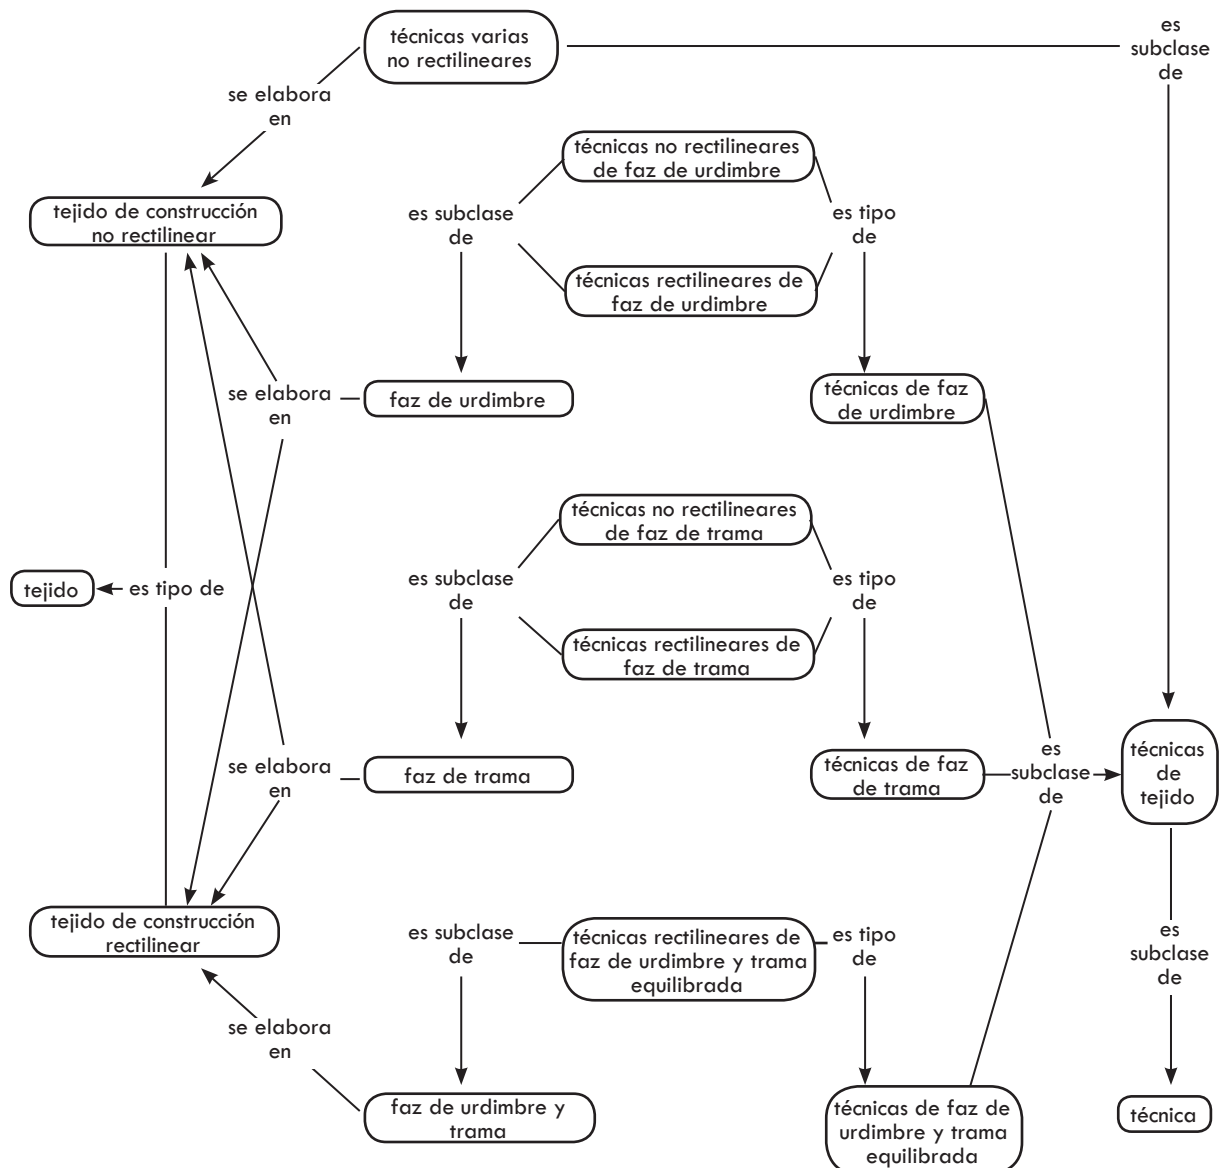 técnicas varias
no rectilineares
es
subclase
de
se elabora
en
técnicas no rectilineares
de faz de urdimbre
tejido de construcción
no rectilinear
es subclase
de
es tipo
de
técnicas rectilineares de
faz de urdimbre
se elabora
en
faz de urdimbre
técnicas de faz
de urdimbre
técnicas no rectilineares
de faz de trama
tejido
es tipo de
es subclase
de
es tipo
de
técnicas rectilineares de
faz de trama
se elabora
en
faz de trama
técnicas de faz
de trama
es
subclase
de
técnicas
de
tejido
tejido de construcción
rectilinear
es subclase
de
técnicas rectilineares de
faz de urdimbre y trama
equilibrada
es tipo
de
es
subclase
de
se elabora
en
faz de urdimbre y
trama
técnicas de faz de
urdimbre y trama
equilibrada
técnica